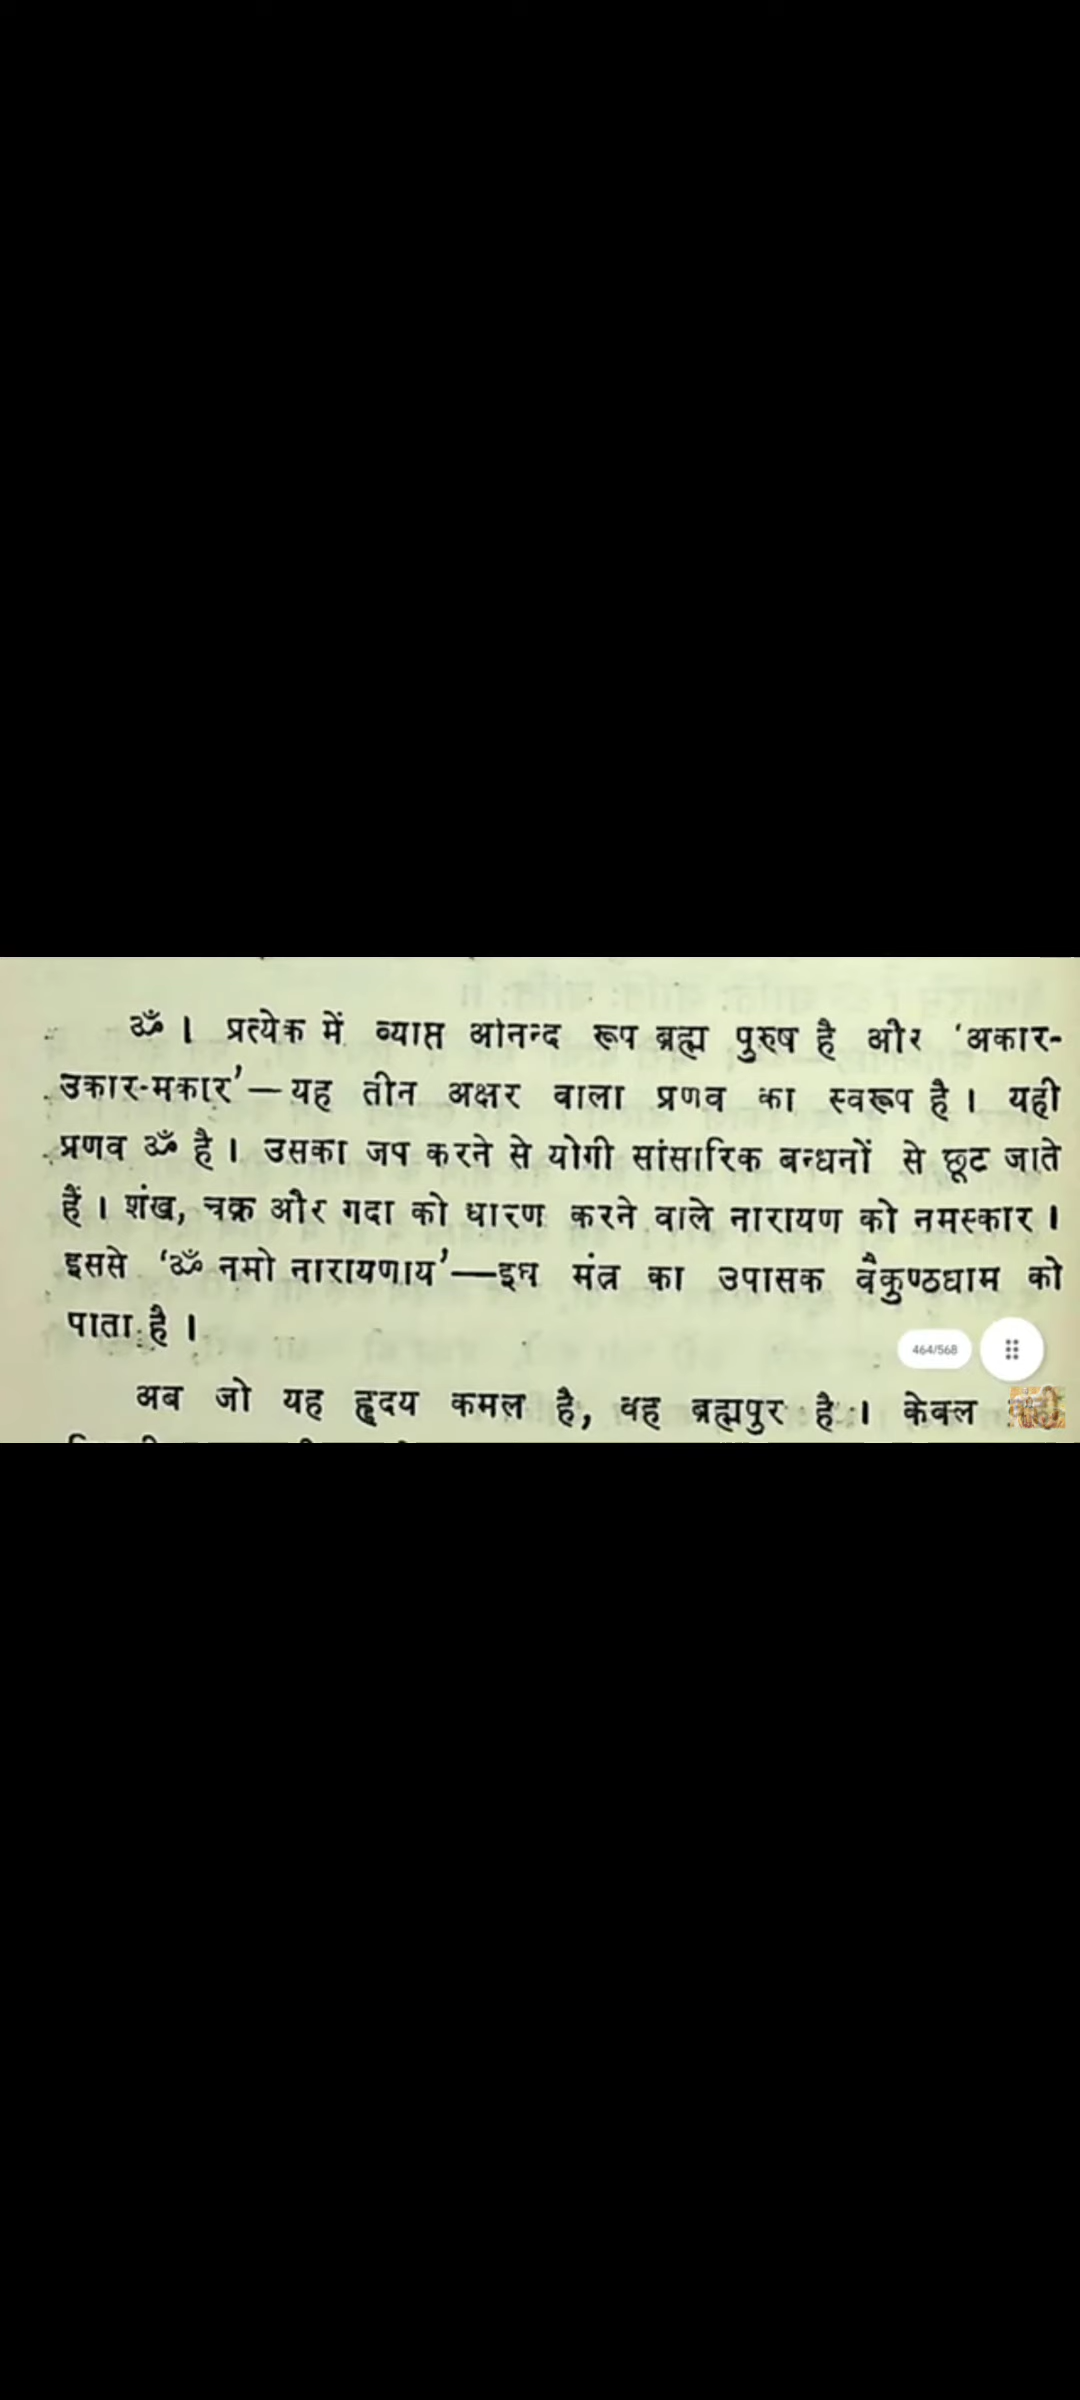 ॐ । प्रत्येक में व्याप्त आनन्द रूप ब्रह्म पुरुष है और ‘अकार-
उकार-मकार’—यह तीन अक्षर वाला प्रणव का स्वरूप है । यही
प्रणव ॐ है । उसका जप करने से योगी सांसारिक बन्धनों से छूट जाते
हैं । शंख, चक्र और गदा को धारण करने वाले नारायण को नमस्कार ।
इससे ‘ॐ नमो नारायणाय’—इस मंत्र का उपासक वैकुण्ठधाम को
पाता है ।
464/568
अब जो यह हृदय कमल है, वह ब्रह्मपुर है । केवल